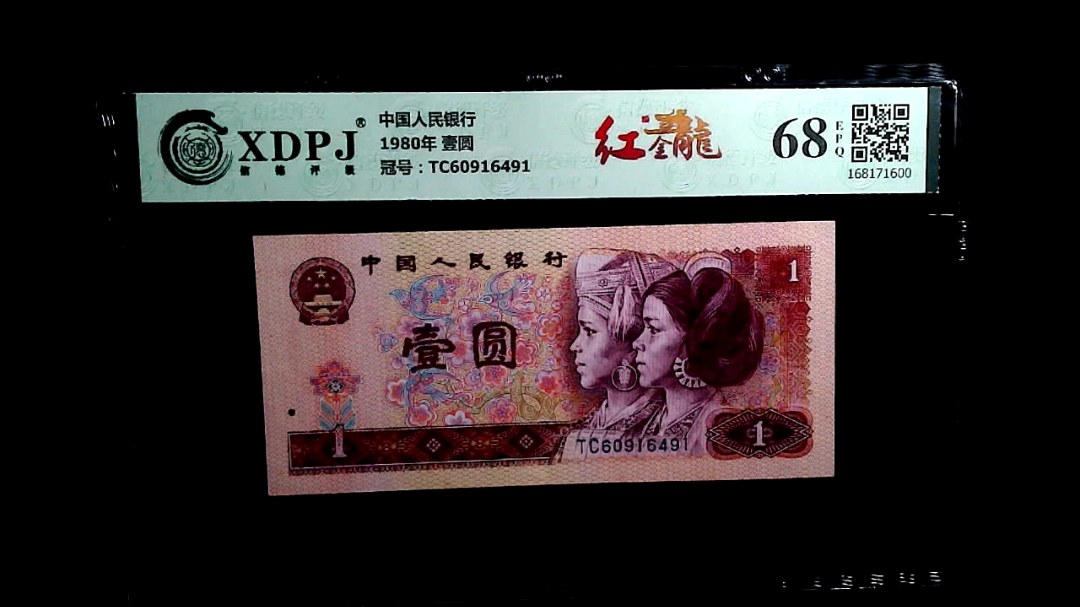 XDPJ®
信德评级
中国人民银行
1980年 壹圆
冠号：TC60916491
红金龍
68
EPQ
168171600
中国人民银行
1
壹圆
1
TC60916491
1